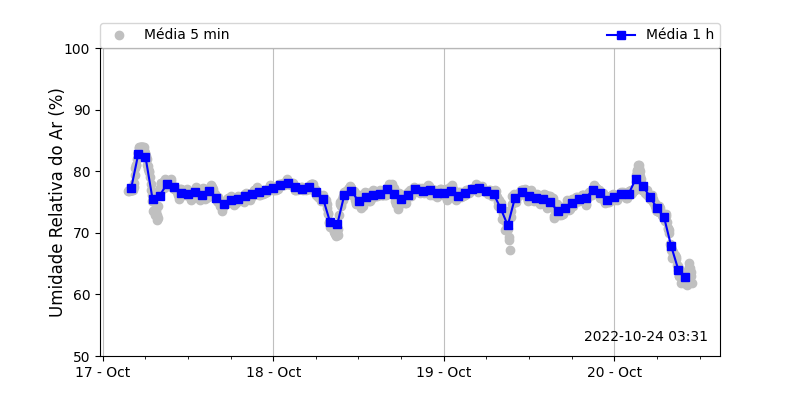 Média 5 min Média 1 h
100
90
80
70
60
50
Umidade Relativa do Ar (%)
2022-10-24 03:31
17 - Oct 18 - Oct 19 - Oct 20 - Oct